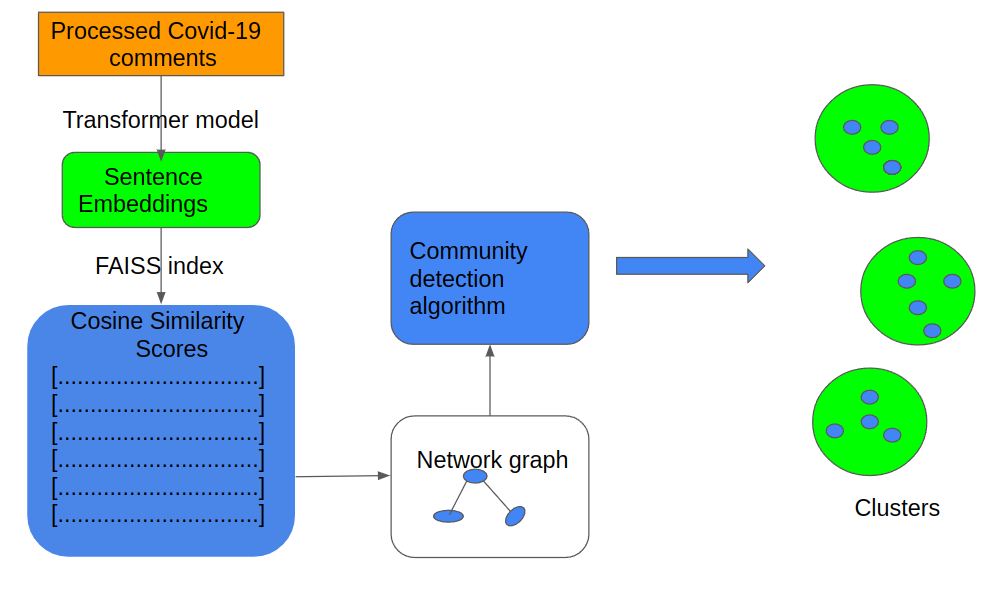 Processed Covid-19
comments
Transformer model
Sentence
Embeddings
FAISS index
Cosine Similarity
Scores
[...............................]
[...............................]
[...............................]
[...............................]
[...............................]
[...............................]
Network graph
Community
detection
algorithm
Clusters